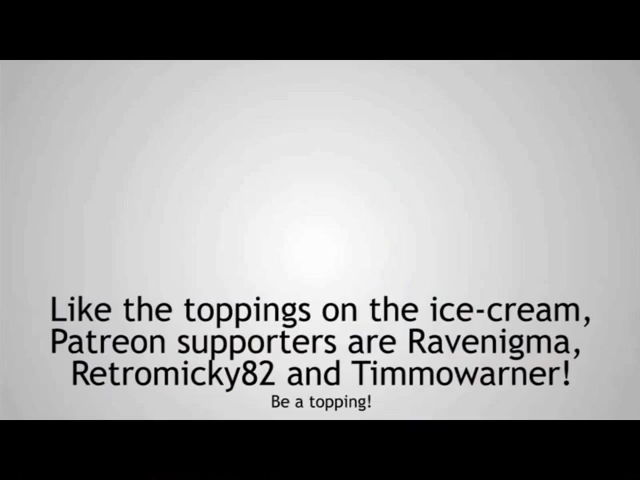 Like the toppings on the ice-cream,
Patreon supporters are Ravenigma,
Retromicky82 and Timmowarner!
Be a topping!